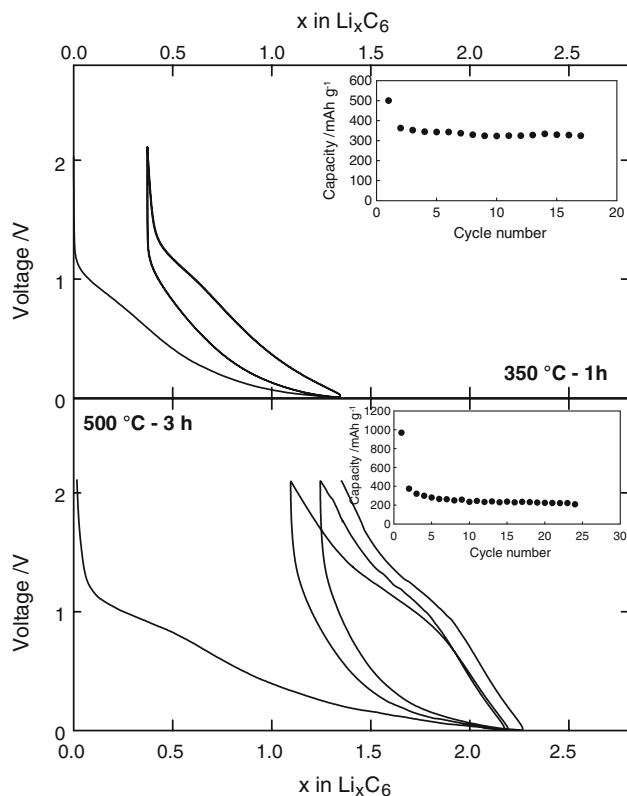 x in LixC6
0.0 0.5 1.0 1.5 2.0 2.5
Voltage /V
2
1
0
Capacity /mAh g-1
600
500
400
300
200
100
0
0 5 10 15 20
Cycle number
350 °C - 1h
500 °C - 3 h
Voltage /V
2
1
0
Capacity /mAh g-1
1200
1000
800
600
400
200
0
0 5 10 15 20 25 30
Cycle number
0.0 0.5 1.0 1.5 2.0 2.5
x in LixC6